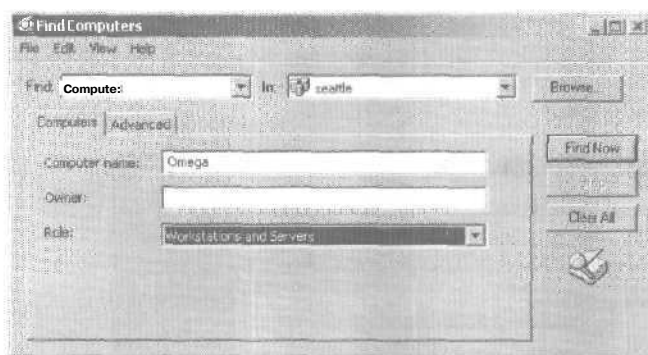 Find Computers
File Edit View Help
Find: Compute: In: seattle Browse...
Computers Advanced
Find Now
Computer name: Omega
Owner:
Clear All
Role: Workstations and Servers